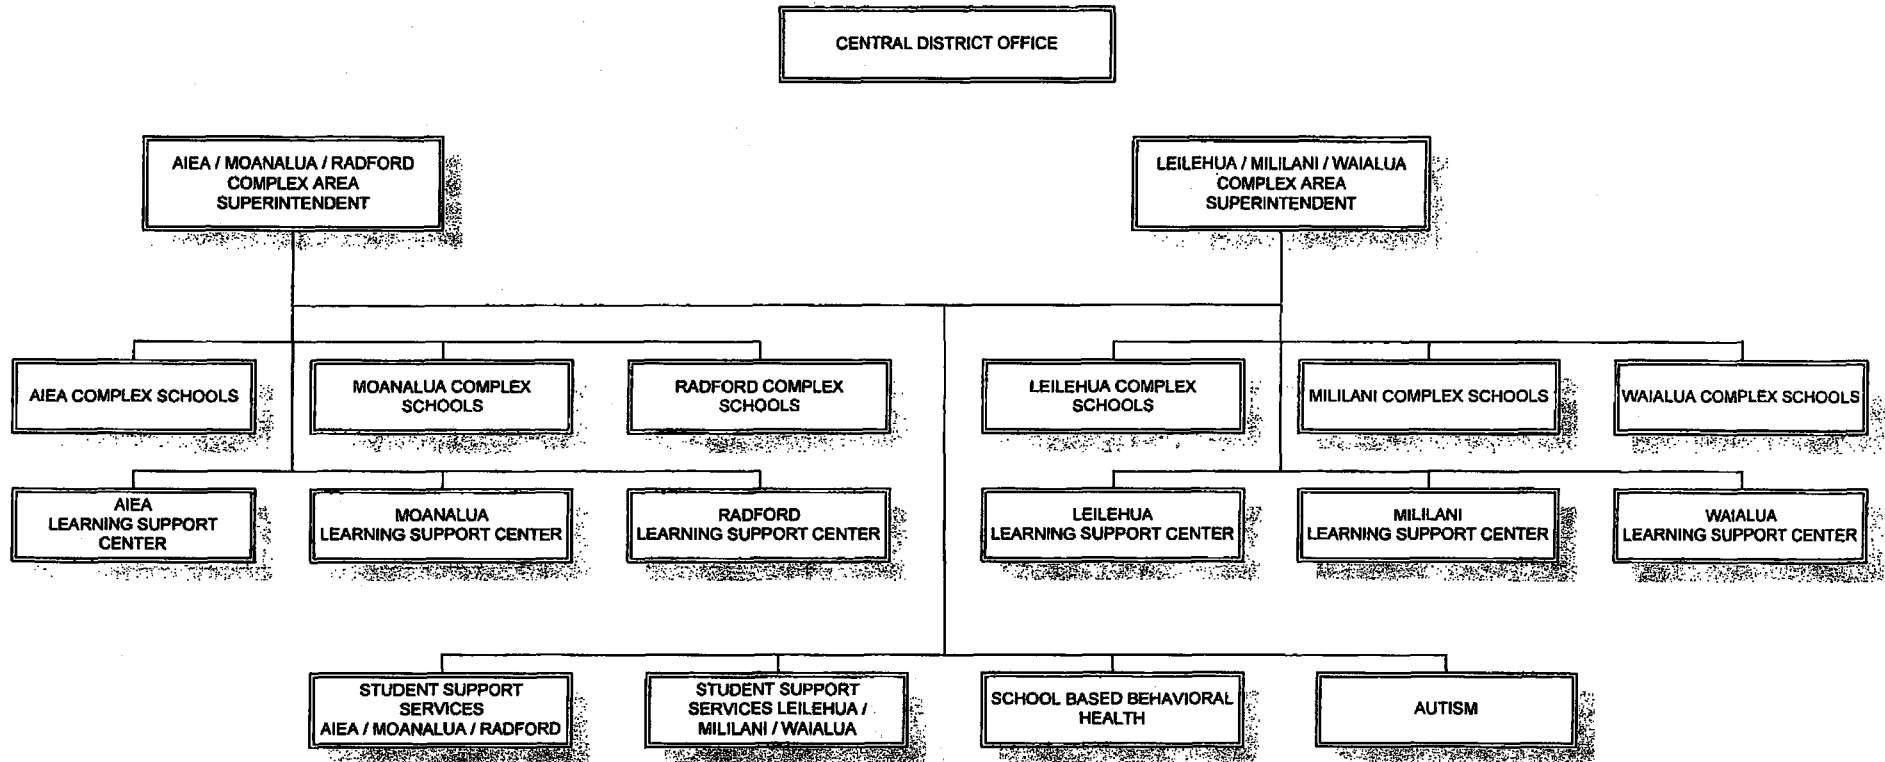 CENTRAL DISTRICT OFFICE
AIEA / MOANALUA / RADFORD
COMPLEX AREA
SUPERINTENDENT
LEILEHUA / MILILANI / WAIALUA
COMPLEX AREA
SUPERINTENDENT
AIEA COMPLEX SCHOOLS
MOANALUA COMPLEX
SCHOOLS
RADFORD COMPLEX
SCHOOLS
LEILEHUA COMPLEX
SCHOOLS
MILILANI COMPLEX SCHOOLS
WAIALUA COMPLEX SCHOOLS
AIEA
LEARNING SUPPORT
CENTER
MOANALUA
LEARNING SUPPORT CENTER
RADFORD
LEARNING SUPPORT CENTER
LEILEHUA
LEARNING SUPPORT CENTER
MILILANI
LEARNING SUPPORT CENTER
WAIALUA
LEARNING SUPPORT CENTER
STUDENT SUPPORT
SERVICES
AIEA / MOANALUA / RADFORD
STUDENT SUPPORT
SERVICES LEILEHUA /
MILILANI / WAIALUA
SCHOOL BASED BEHAVIORAL
HEALTH
AUTISM